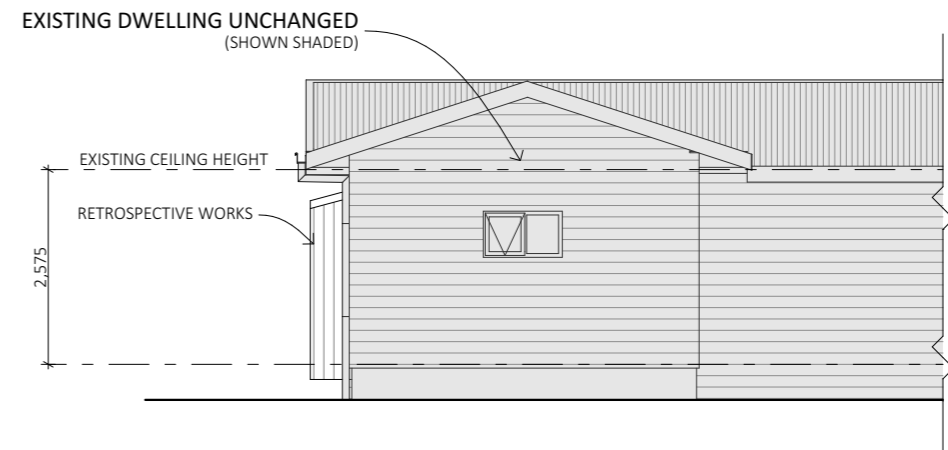 EXISTING DWELLING UNCHANGED
(SHOWN SHADED)
EXISTING CEILING HEIGHT
RETROSPECTIVE WORKS
2,575